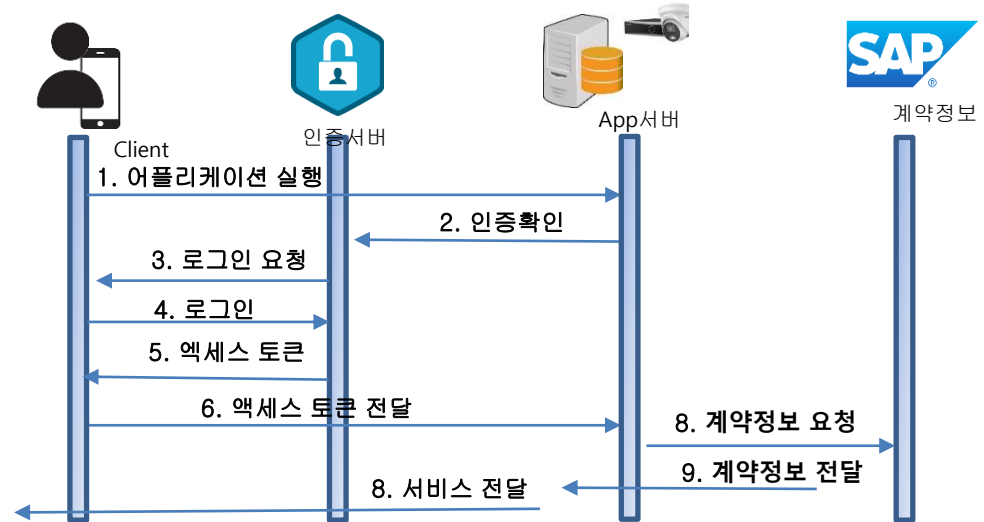 SAP®
계약정보
App서버
인증서버
Client
1. 어플리케이션 실행
2. 인증확인
3. 로그인 요청
4. 로그인
5. 엑세스 토큰
6. 액세스 토큰 전달
8. 계약정보 요청
9. 계약정보 전달
8. 서비스 전달